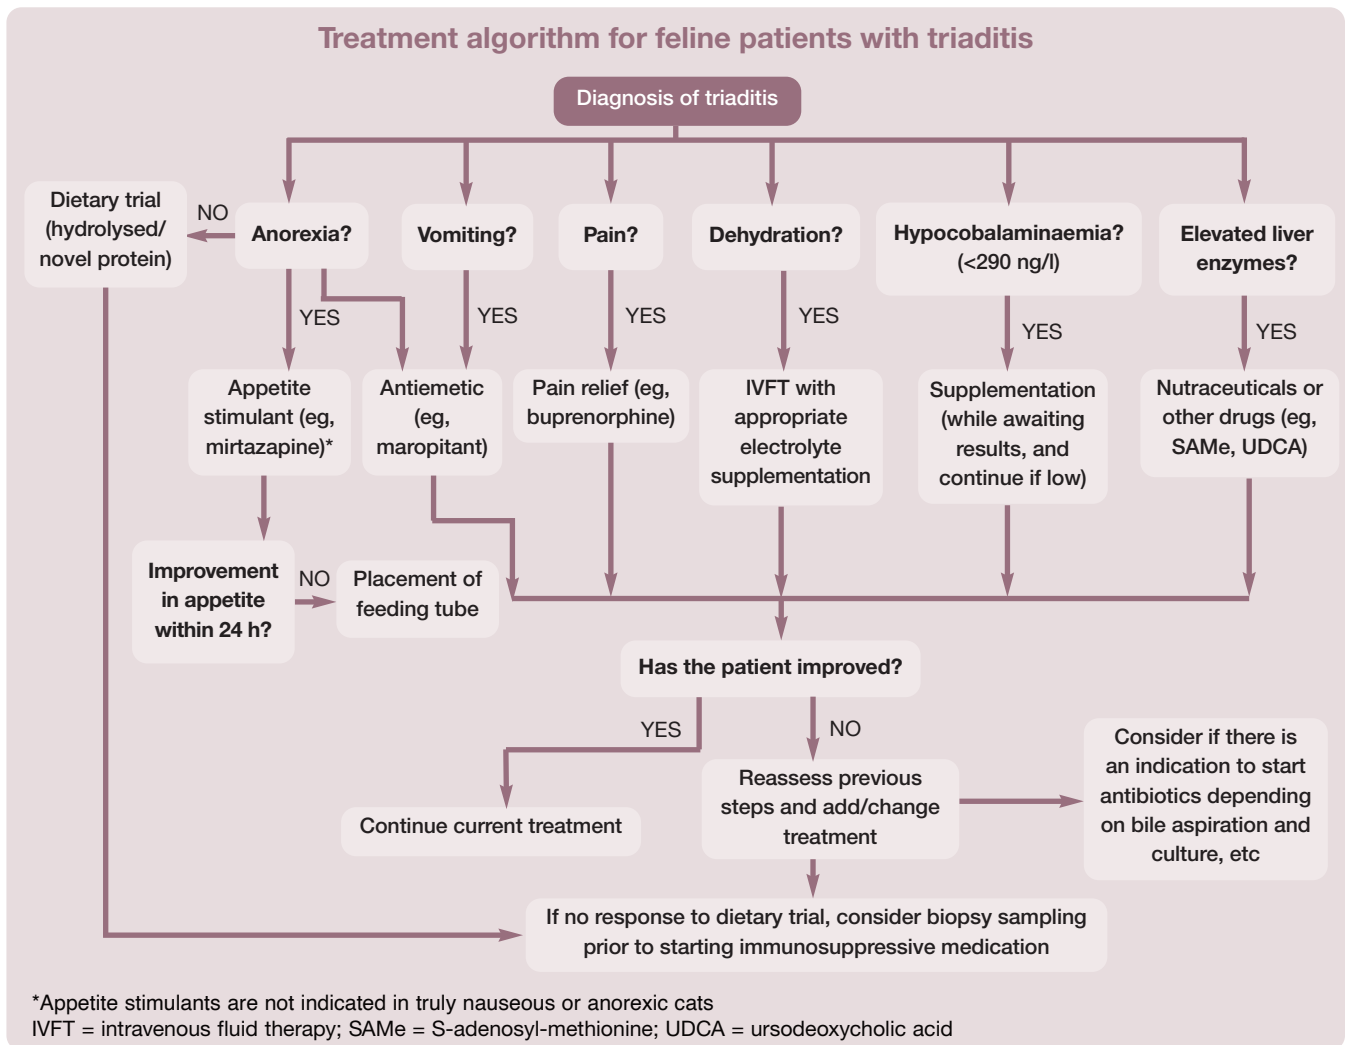 Treatment algorithm for feline patients with triaditis
Diagnosis of triaditis
Dietary trial
(hydrolysed/
novel protein)
NO
Anorexia?
Vomiting?
Pain?
Dehydration?
Hypocobalaminaemia?
(<290 ng/l)
Elevated liver
enzymes?
YES
YES
YES
YES
YES
YES
Appetite
stimulant (eg,
mirtazapine)*
Antiemetic
(eg,
maropitant)
Pain relief (eg,
buprenorphine)
IVFT with
appropriate
electrolyte
supplementation
Supplementation
(while awaiting
results, and
continue if low)
Nutraceuticals or
other drugs (eg,
SAMe, UDCA)
Improvement
in appetite
within 24 h?
NO
Placement of
feeding tube
Has the patient improved?
YES
NO
Continue current treatment
Reassess previous
steps and add/change
treatment
Consider if there is
an indication to start
antibiotics depending
on bile aspiration and
culture, etc
If no response to dietary trial, consider biopsy sampling
prior to starting immunosuppressive medication
*Appetite stimulants are not indicated in truly nauseous or anorexic cats
IVFT = intravenous fluid therapy; SAMe = S-adenosyl-methionine; UDCA = ursodeoxycholic acid